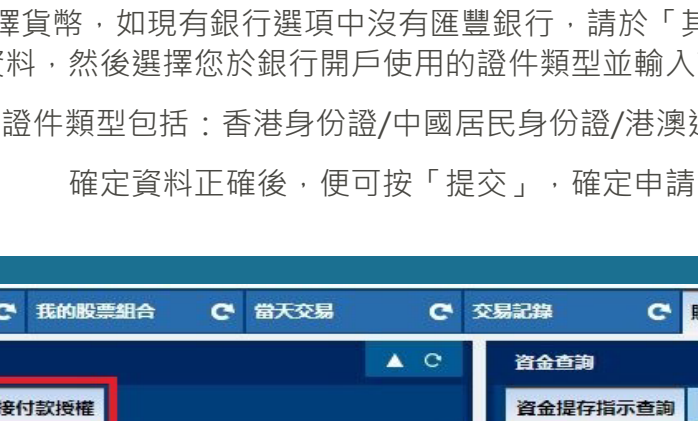 擇貨幣，如現有銀行選項中沒有匯豐銀行，請於「其
資料，然後選擇您於銀行開戶使用的證件類型並輸入
證件類型包括：香港身份證/中國居民身份證/港澳通
確定資料正確後，便可按「提交」，確定申請
我的股票組合 當天交易 交易記錄
資金查詢
接付款授權 資金提存指示查詢